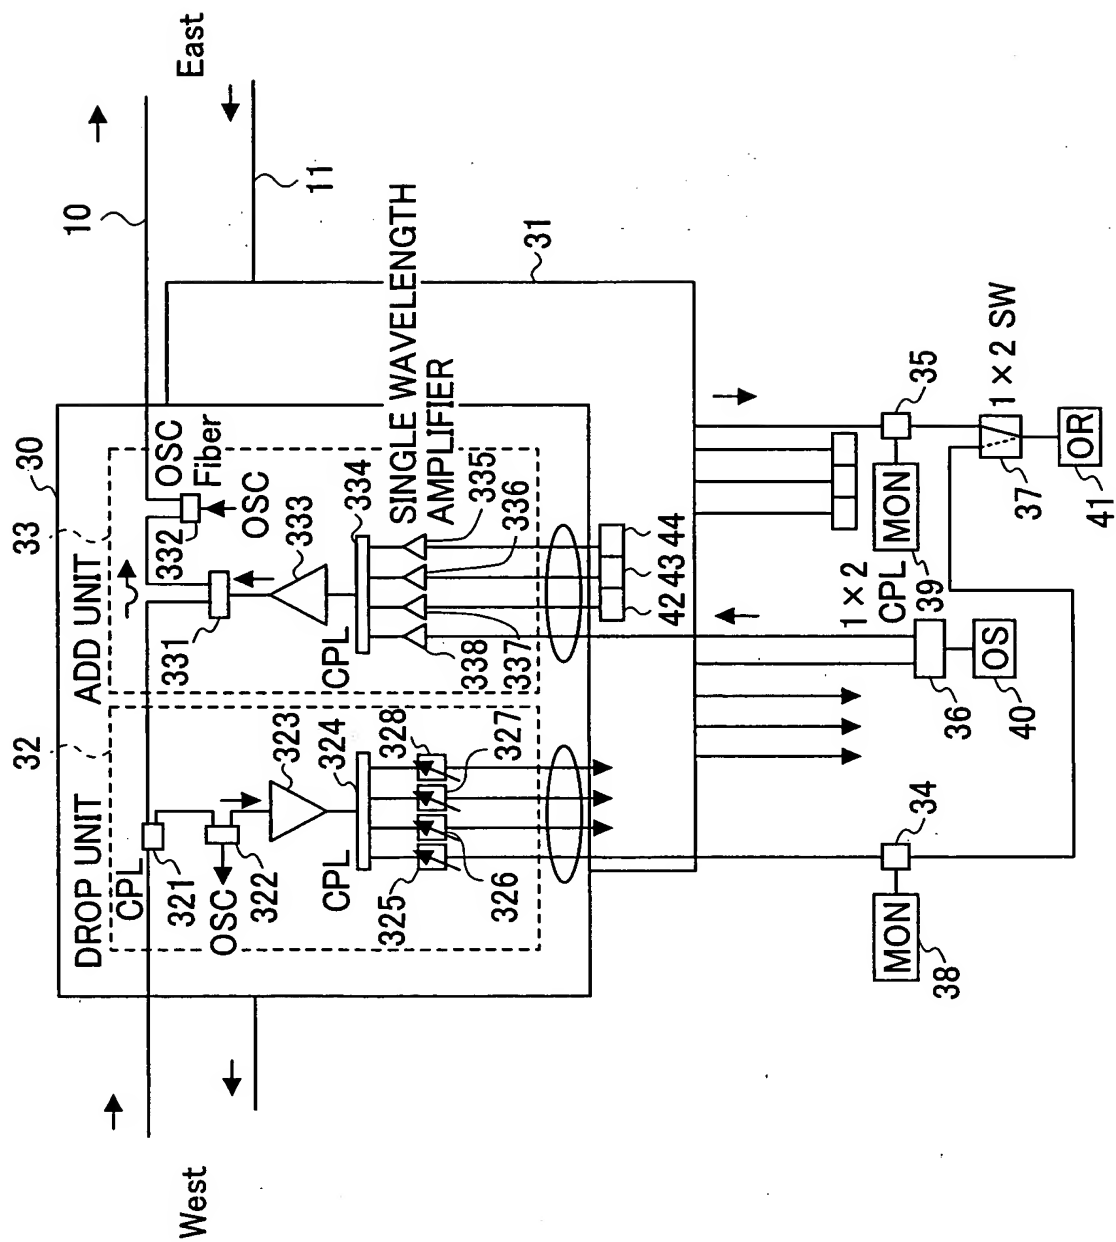 West
East
10
11
30
31
DROP UNIT
32
CPL
321
OSC
322
323
CPL
324
325
326
327
328
ADD UNIT
33
331
332
OSC
Fiber
OSC
333
CPL
334
SINGLE WAVELENGTH
AMPLIFIER
335
336
337
338
42
43
44
MON
38
34
1×2
CPL
36
OS
40
MON
39
35
1×2 SW
37
OR
41